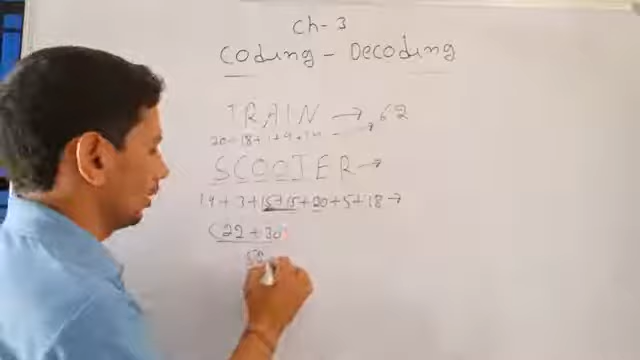 Ch-3
Coding - Decoding
TRAIN → 62
20+18+1+9+14 →
SCOOTER →
19+3+15+15+20+5+18 →
(22+30
52